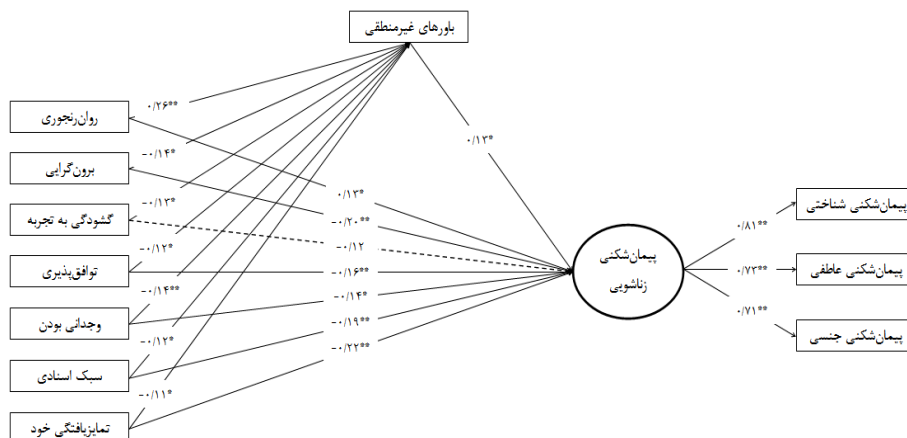 باورهای غیرمنطقی
روان‌رنجوری
برون‌گرایی
گشودگی به تجربه
توافق‌پذیری
وجدانی بودن
سبک اسنادی
تمایزیافتگی خود
۰/۲۶**
-۰/۱۴*
-۰/۱۳*
-۰/۱۲*
-۰/۱۴**
-۰/۱۲*
-۰/۱۱*
۰/۱۳*
۰/۱۳*
-۰/۲۰**
-۰/۱۲
-۰/۱۶**
-۰/۱۴*
-۰/۱۹**
-۰/۲۲**
پیمان‌شکنی
زناشویی
۰/۸۱**
۰/۷۳**
۰/۷۱**
پیمان‌شکنی شناختی
پیمان‌شکنی عاطفی
پیمان‌شکنی جنسی